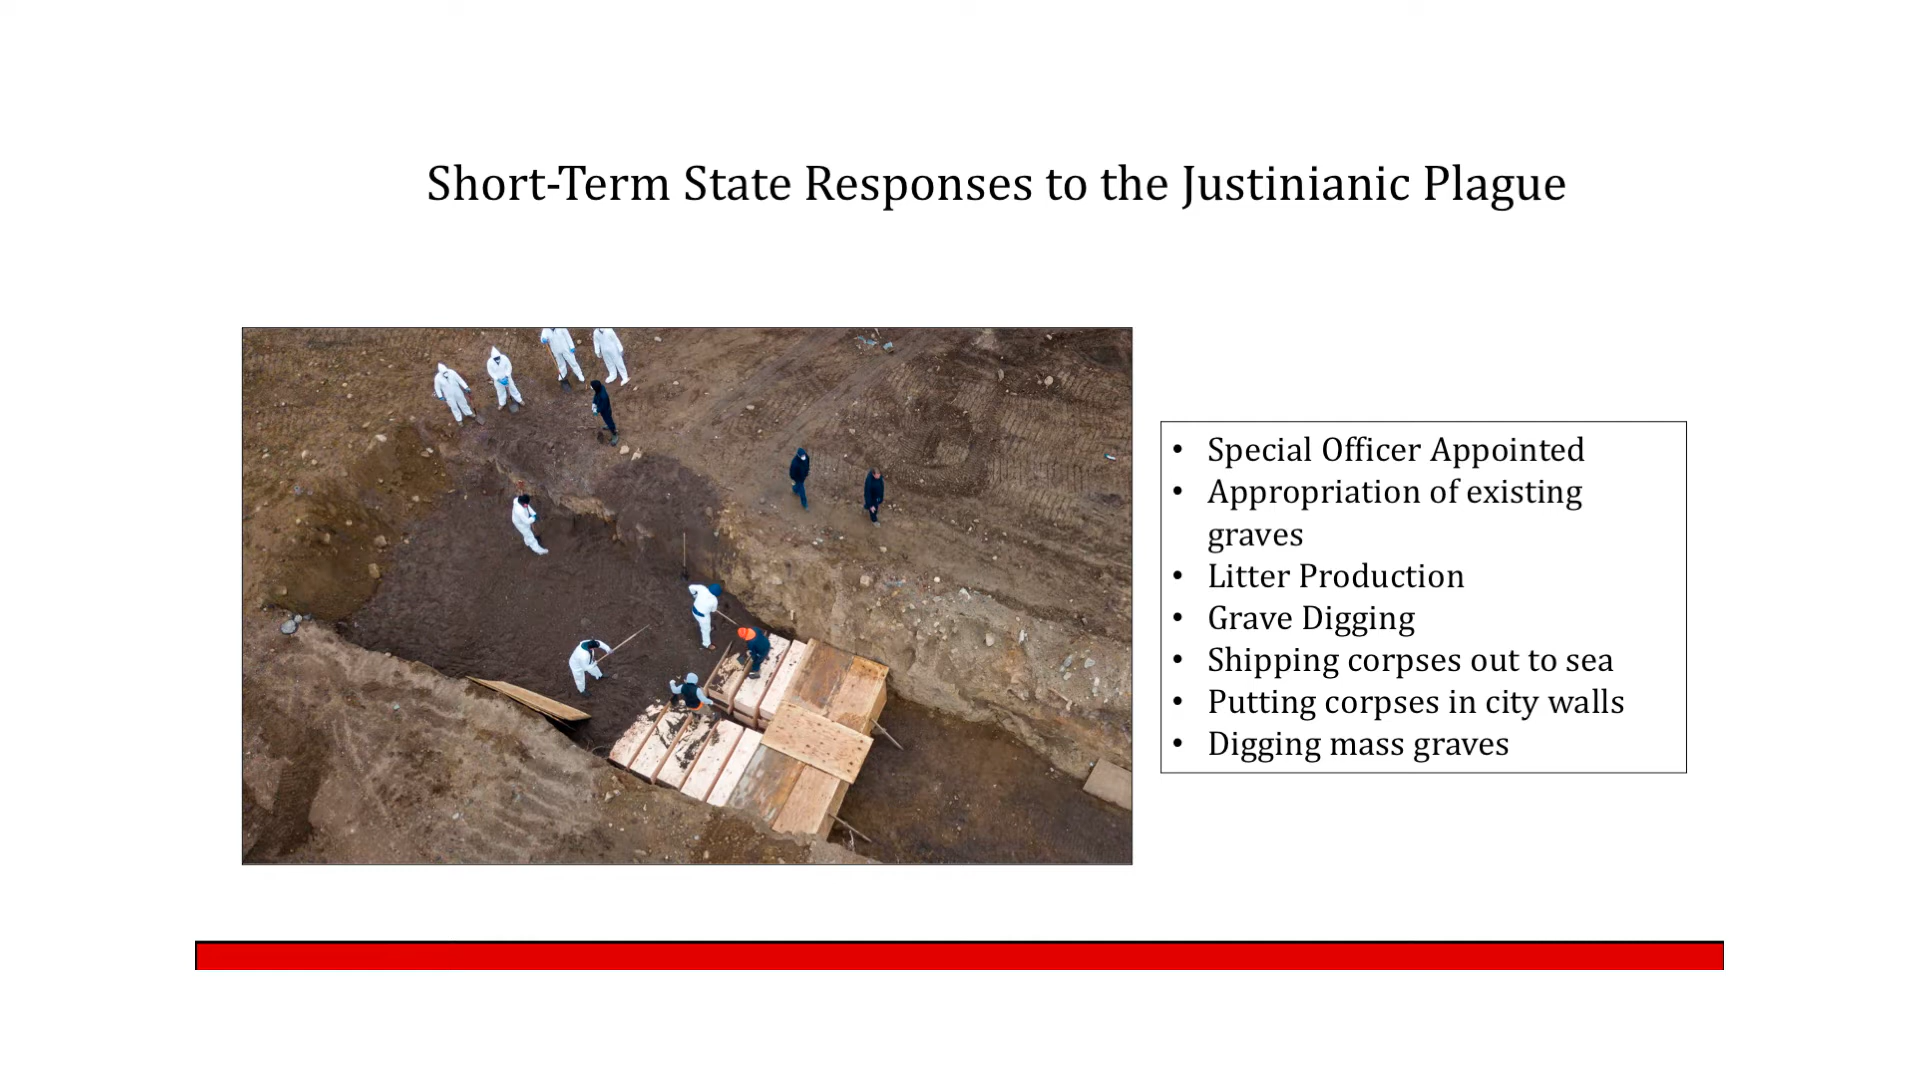 Short-Term State Responses to the Justinianic Plague
• Special Officer Appointed
• Appropriation of existing
graves
• Litter Production
• Grave Digging
• Shipping corpses out to sea
• Putting corpses in city walls
• Digging mass graves